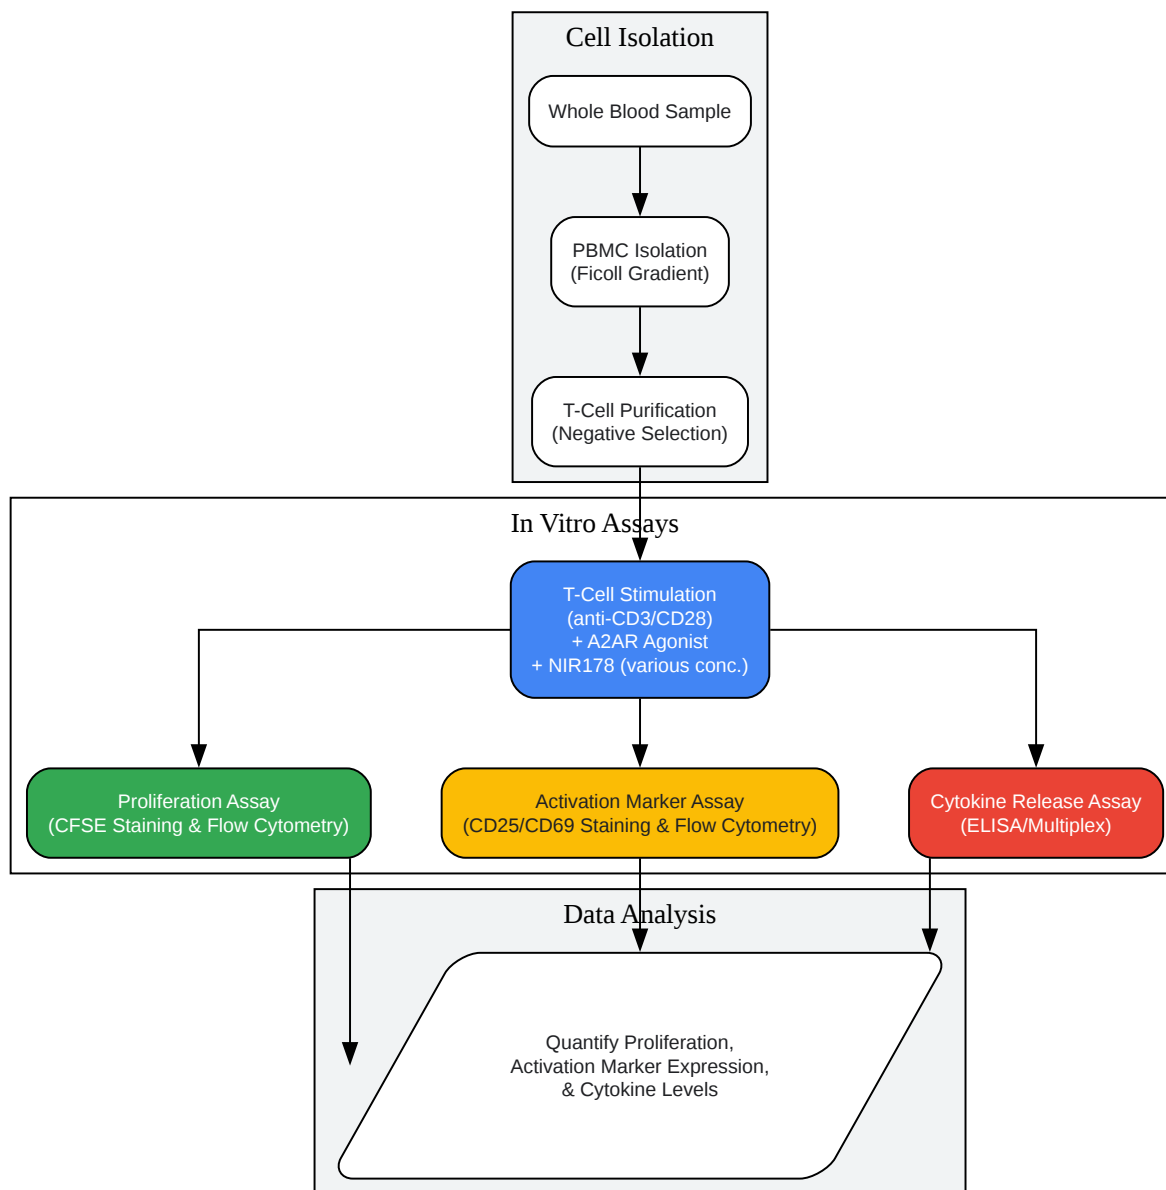 Cell Isolation
Whole Blood Sample
PBMC Isolation
(Ficoll Gradient)
T-Cell Purification
(Negative Selection)
In Vitro Assays
T-Cell Stimulation
(anti-CD3/CD28)
+ A2AR Agonist
+ NIR178 (various conc.)
Proliferation Assay
(CFSE Staining & Flow Cytometry)
Activation Marker Assay
(CD25/CD69 Staining & Flow Cytometry)
Cytokine Release Assay
(ELISA/Multiplex)
Data Analysis
Quantify Proliferation,
Activation Marker Expression,
& Cytokine Levels